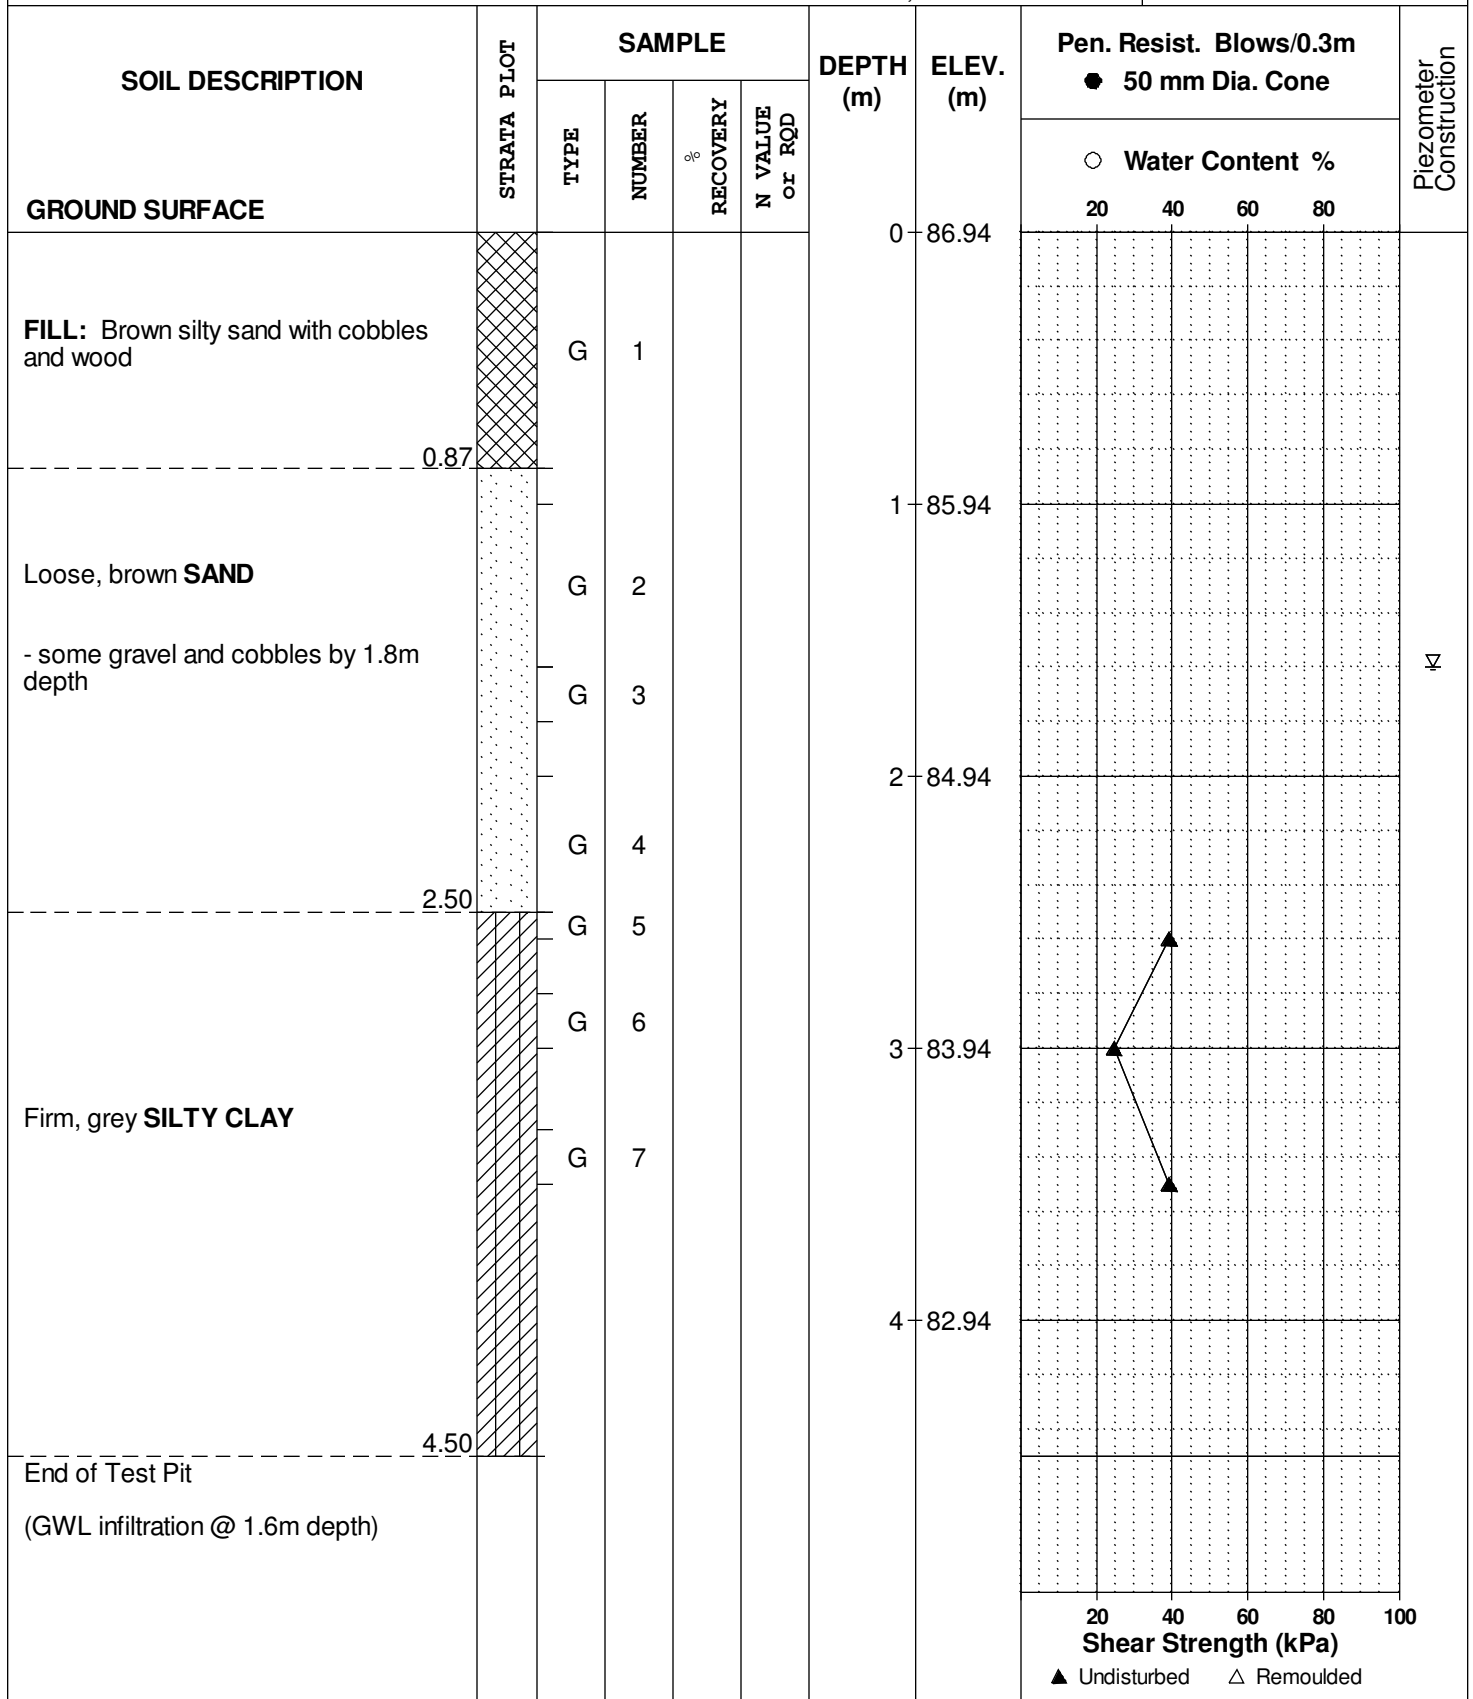 SOIL DESCRIPTION
GROUND SURFACE
STRATA PLOT
SAMPLE
TYPE
NUMBER
%
RECOVERY
N VALUE
or RQD
DEPTH
(m)
ELEV.
(m)
Pen. Resist. Blows/0.3m
● 50 mm Dia. Cone
○ Water Content %
20 40 60 80
Piezometer
Construction
0 86.94
FILL: Brown silty sand with cobbles
and wood
G 1
0.87
1 85.94
Loose, brown SAND
G 2
- some gravel and cobbles by 1.8m
depth
G 3
2 84.94
G 4
2.50
G 5
G 6
3 83.94
Firm, grey SILTY CLAY
G 7
4 82.94
4.50
End of Test Pit
(GWL infiltration @ 1.6m depth)
20 40 60 80 100
Shear Strength (kPa)
▲ Undisturbed △ Remoulded